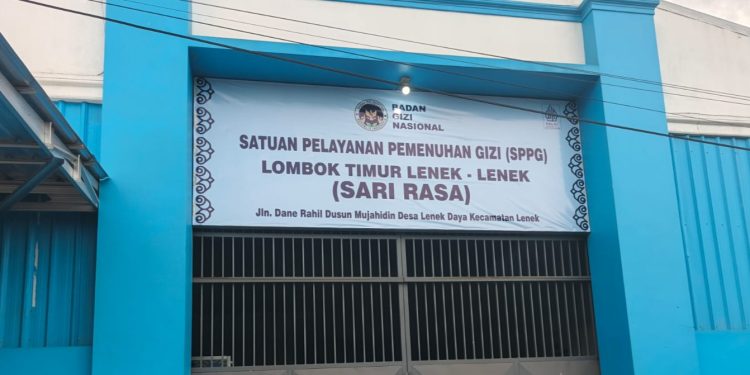 BADAN
GIZI
NASIONAL
SATUAN PELAYANAN PEMENUHAN GIZI (SPPG)
LOMBOK TIMUR LENEK - LENEK
(SARI RASA)
Jln. Dane Rahil Dusun Mujahidin Desa Lenek Daya Kecamatan Lenek